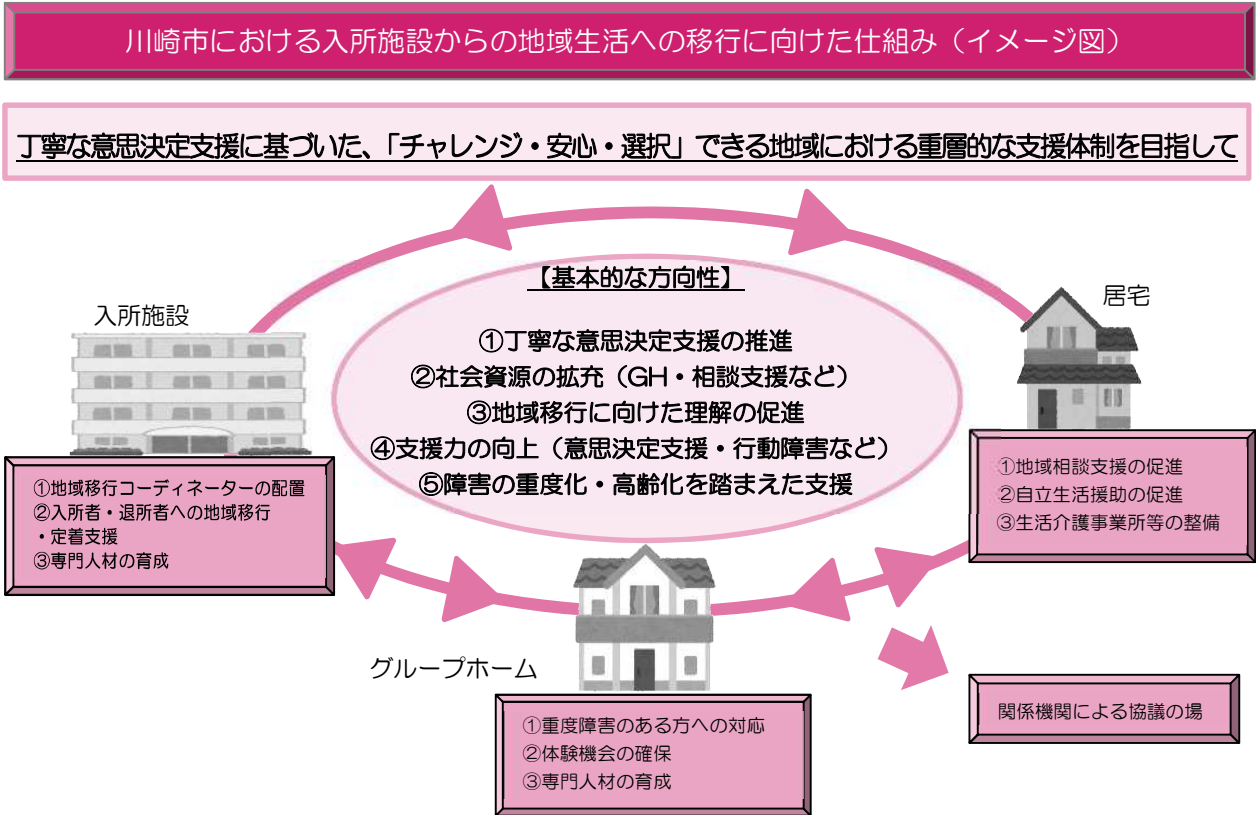 川崎市における入所施設からの地域生活への移行に向けた仕組み（イメージ図）
丁寧な意思決定支援に基づいた、「チャレンジ・安心・選択」できる地域における重層的な支援体制を目指して
【基本的な方向性】
①丁寧な意思決定支援の推進
②社会資源の拡充（GH・相談支援など）
③地域移行に向けた理解の促進
④支援力の向上（意思決定支援・行動障害など）
⑤障害の重度化・高齢化を踏まえた支援
入所施設
①地域移行コーディネーターの配置
②入所者・退所者への地域移行
・定着支援
③専門人材の育成
居宅
①地域相談支援の促進
②自立生活援助の促進
③生活介護事業所等の整備
グループホーム
①重度障害のある方への対応
②体験機会の確保
③専門人材の育成
関係機関による協議の場